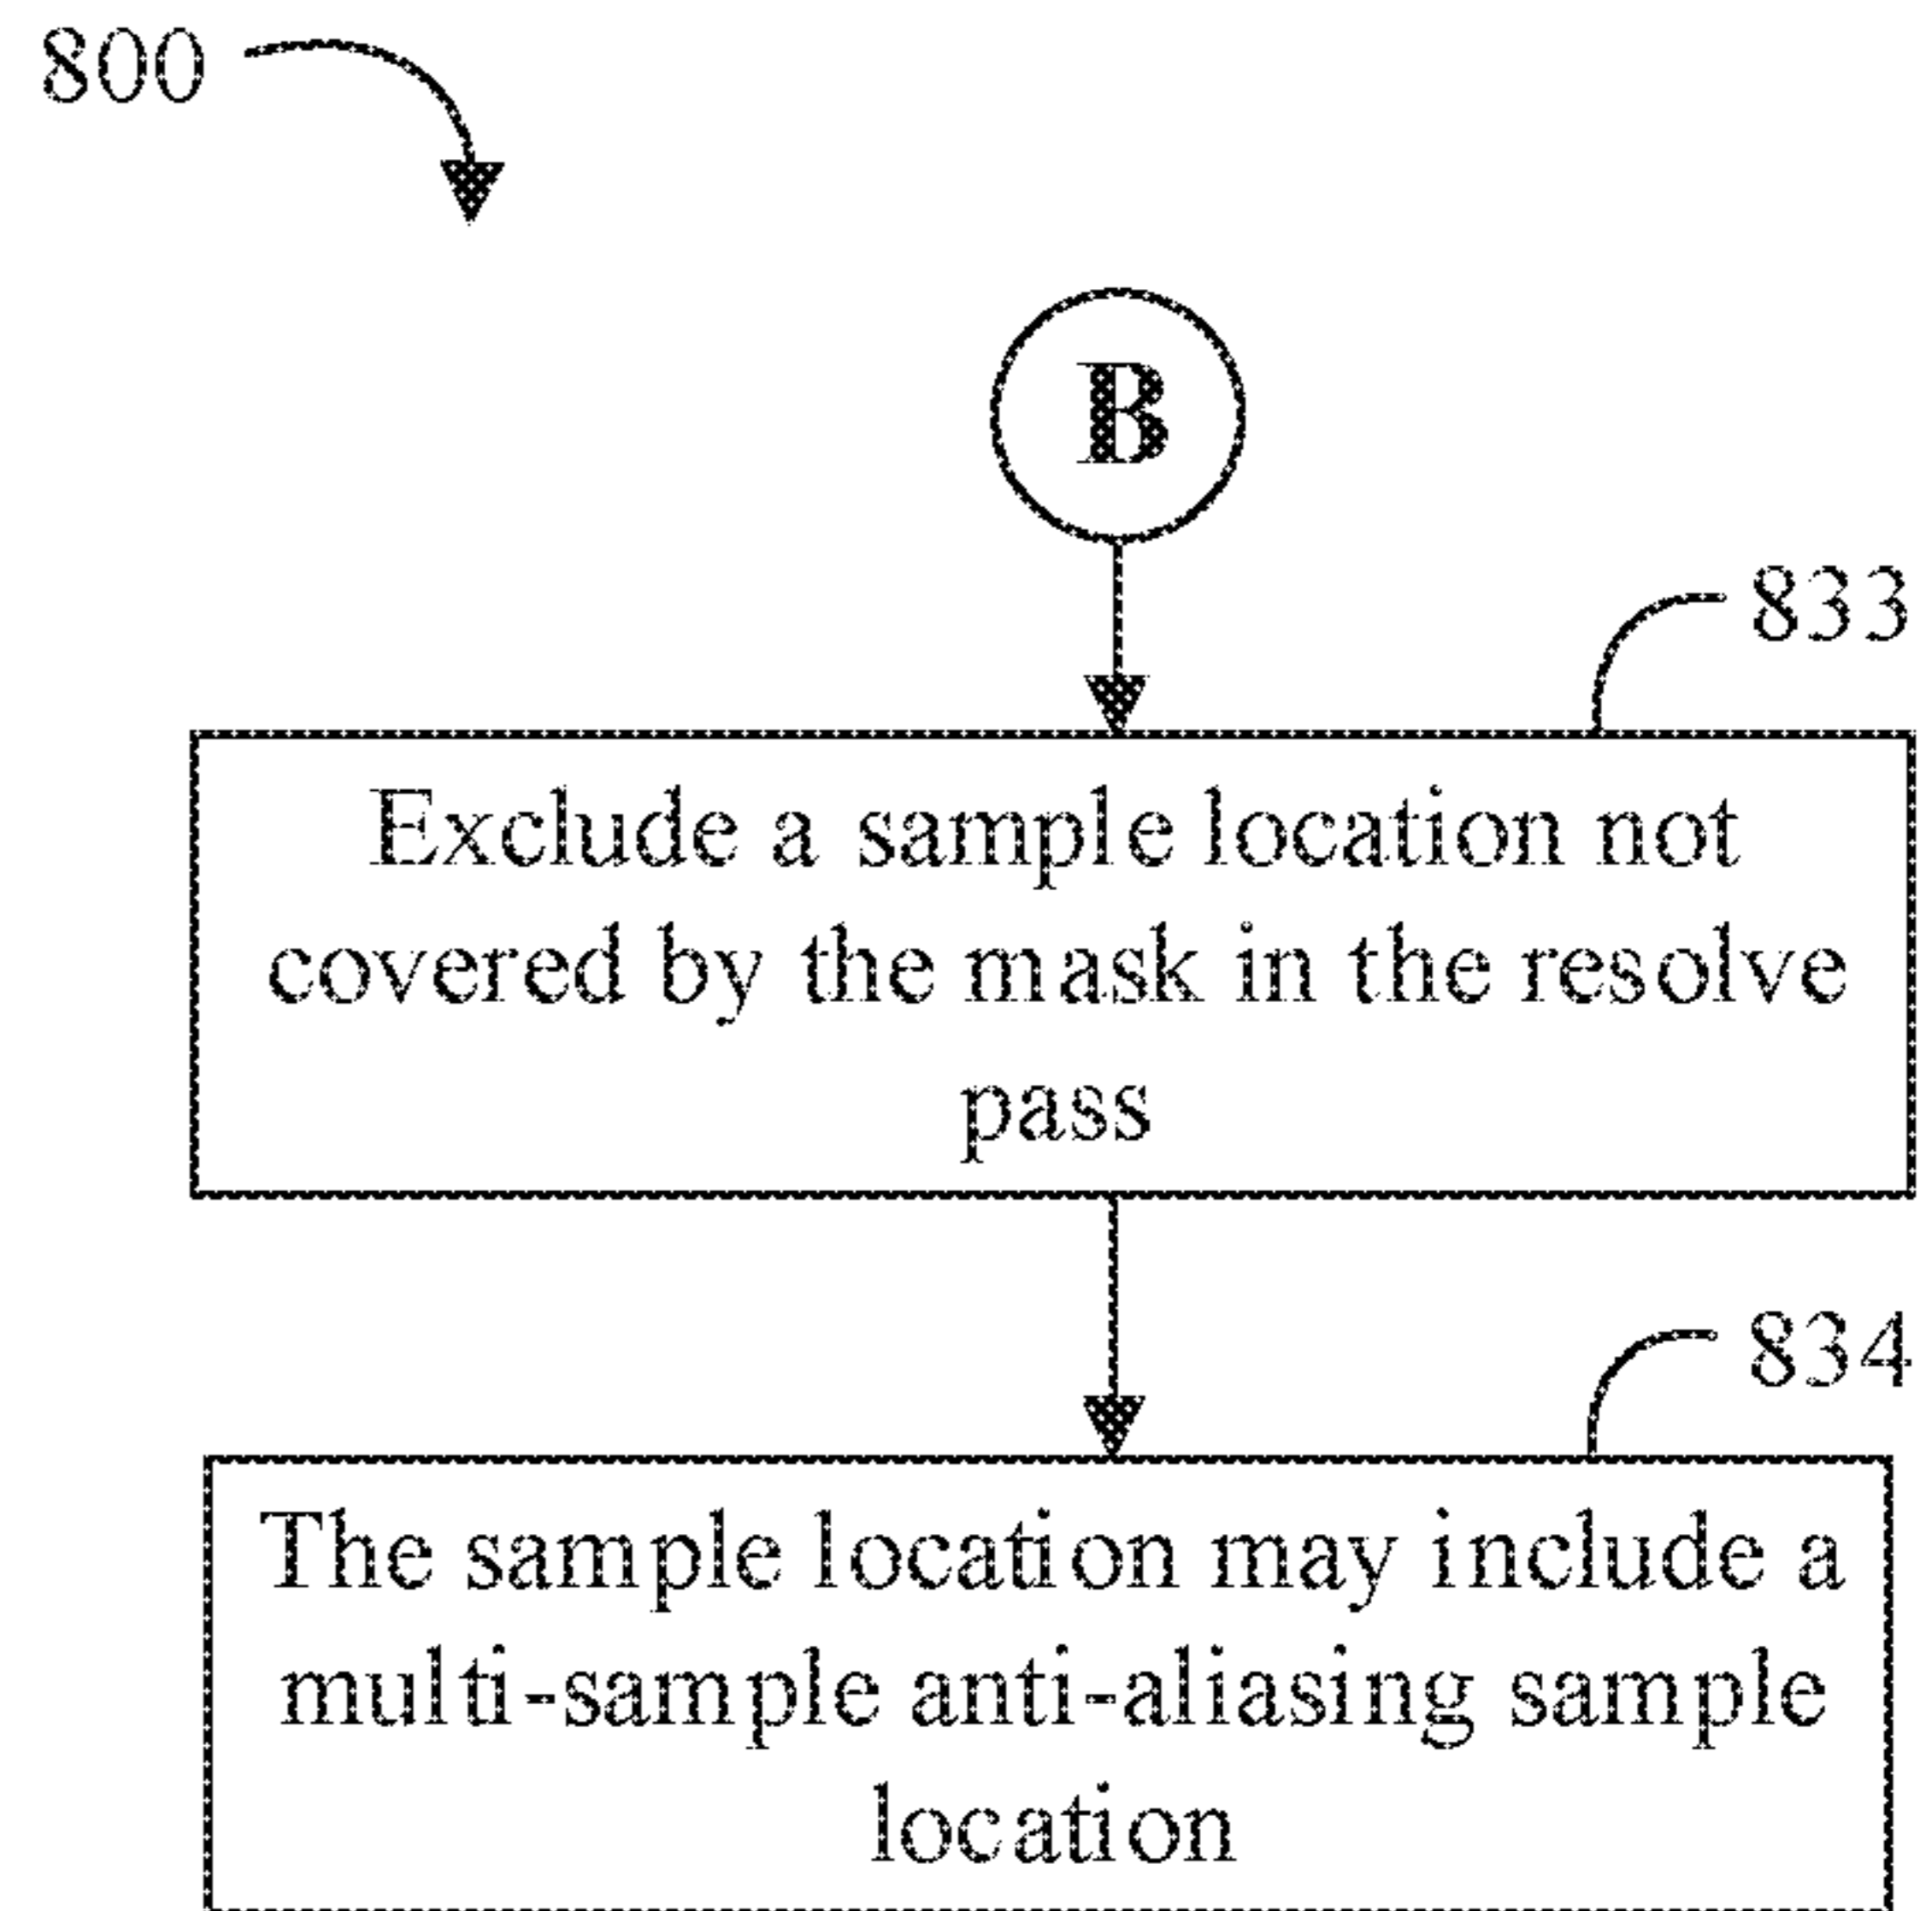 800
B
833
Exclude a sample location not
covered by the mask in the resolve
pass
834
The sample location may include a
multi-sample anti-aliasing sample
location